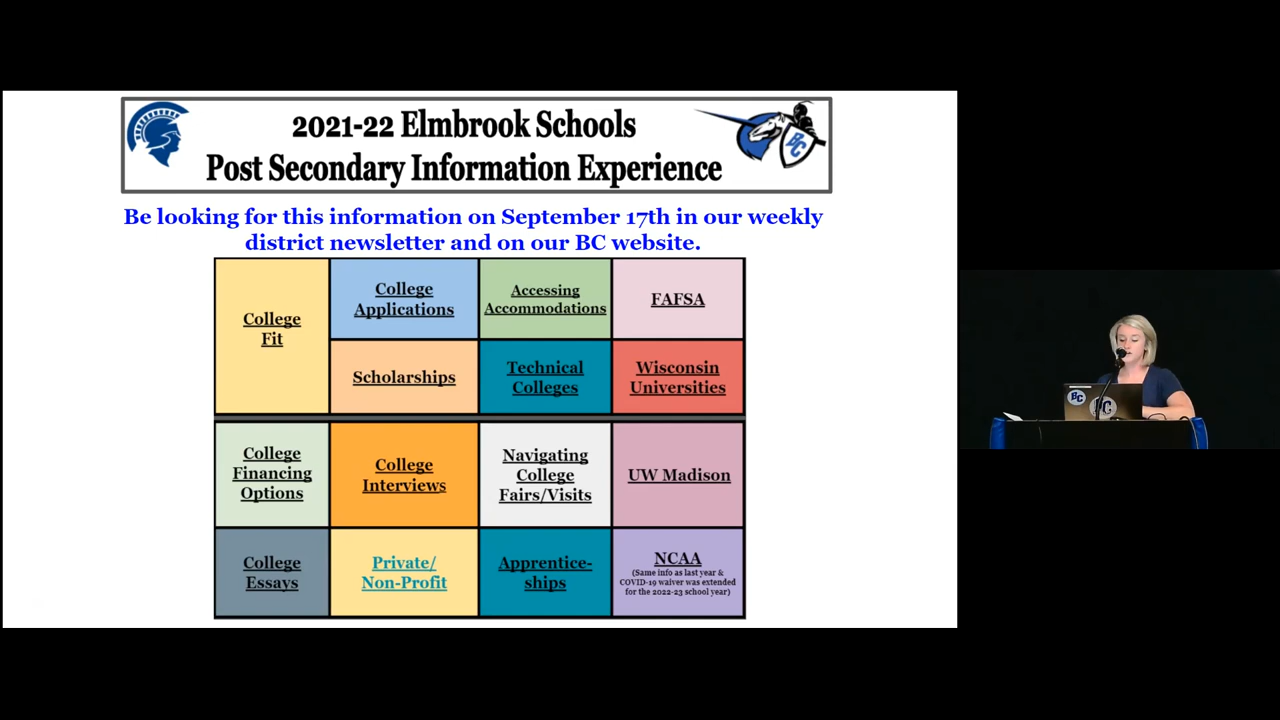 2021-22 Elmbrook Schools
Post Secondary Information Experience
BC
Be looking for this information on September 17th in our weekly
district newsletter and on our BC website.
College
Fit
College
Applications
Accessing
Accommodations
FAFSA
Scholarships
Technical
Colleges
Wisconsin
Universities
College
Financing
Options
College
Interviews
Navigating
College
Fairs/Visits
UW Madison
College
Essays
Private/
Non-Profit
Apprentice-
ships
NCAA
(Same info as last year &
COVID-19 waiver was extended
for the 2022-23 school year)
BC
BC